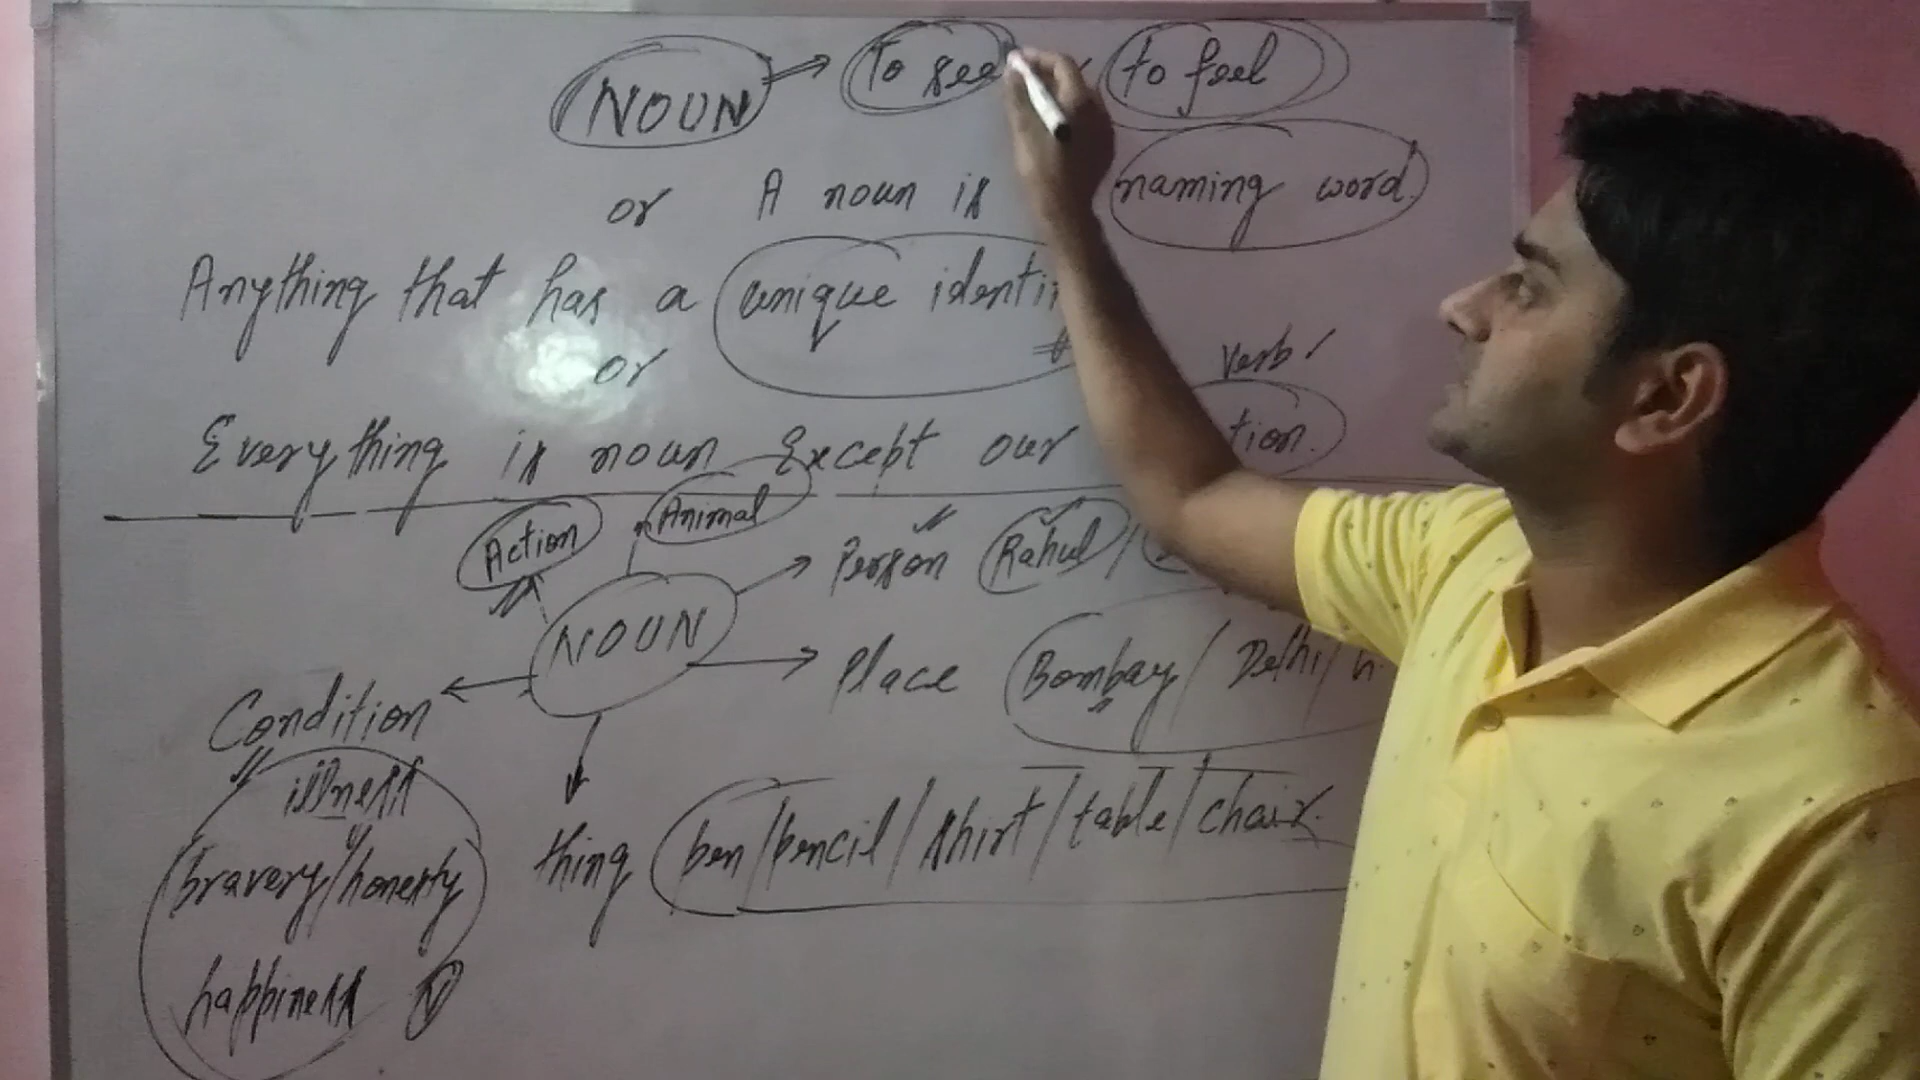 NOUN → To see to feel
or A noun is naming word.
Anything that has a unique
or verb
Everything is noun Except our
Action Animal
Person Rahul /
NOUN
Place Bombay / Delhi /
Condition
illness
thing pen / pencil / shirt / table / chair.
bravery / honesty
happiness